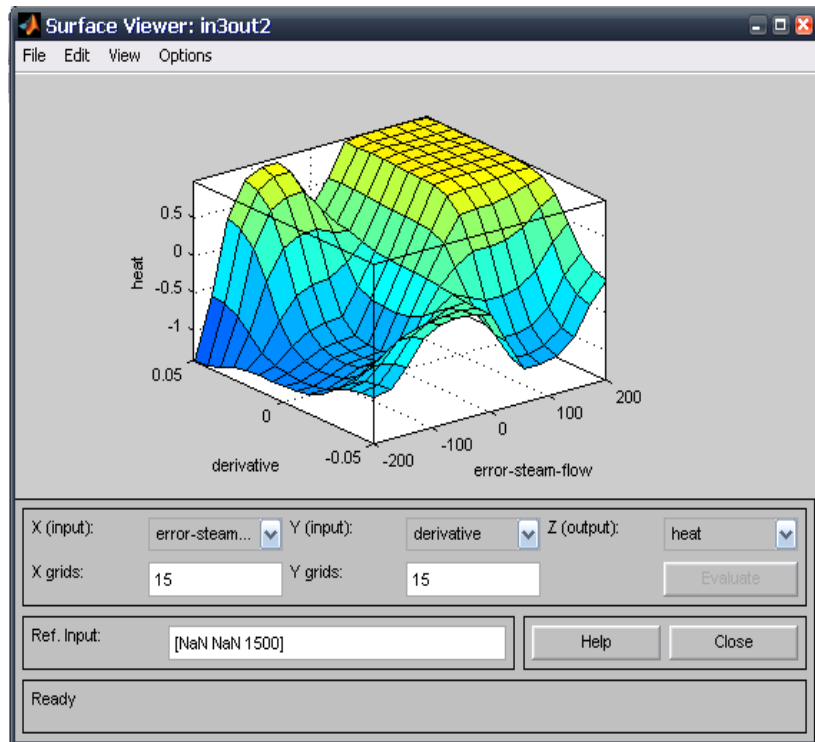 Surface Viewer: in3out2
File Edit View Options
0.5
0
-0.5
-1
heat
0.05
0
-0.05
derivative
-200
-100
0
100
200
error-steam-flow
X (input): error-steam... Y (input): derivative Z (output): heat
X grids: 15 Y grids: 15 Evaluate
Ref. Input: [NaN NaN 1500] Help Close
Ready